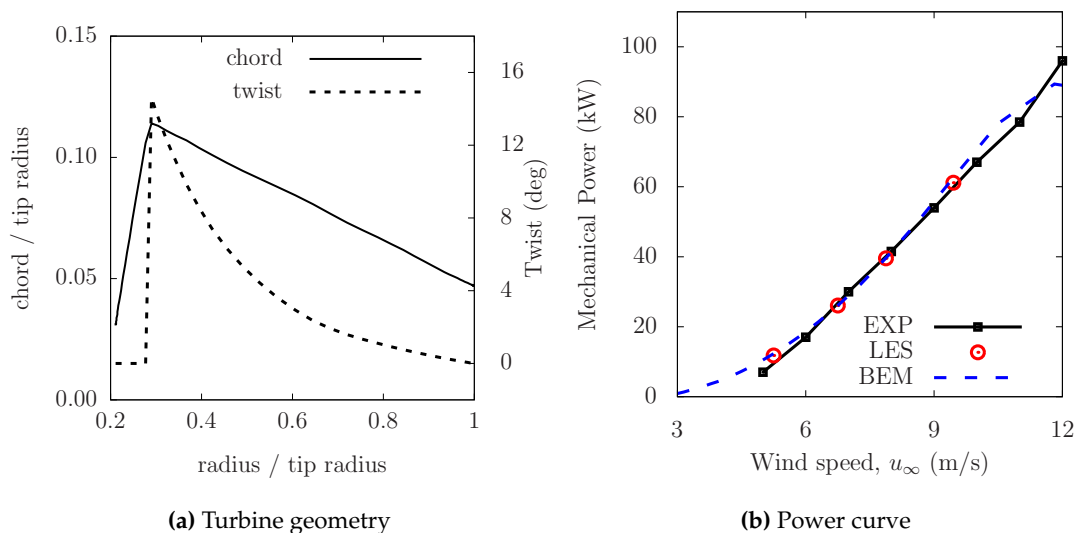 0.15
0.10
0.05
0.00
chord / tip radius
chord
twist
16
12
8
4
0
Twist (deg)
0.2 0.4 0.6 0.8 1
radius / tip radius
(a) Turbine geometry
100
80
60
40
20
0
Mechanical Power (kW)
EXP
LES
BEM
3 6 9 12
Wind speed, u∞ (m/s)
(b) Power curve